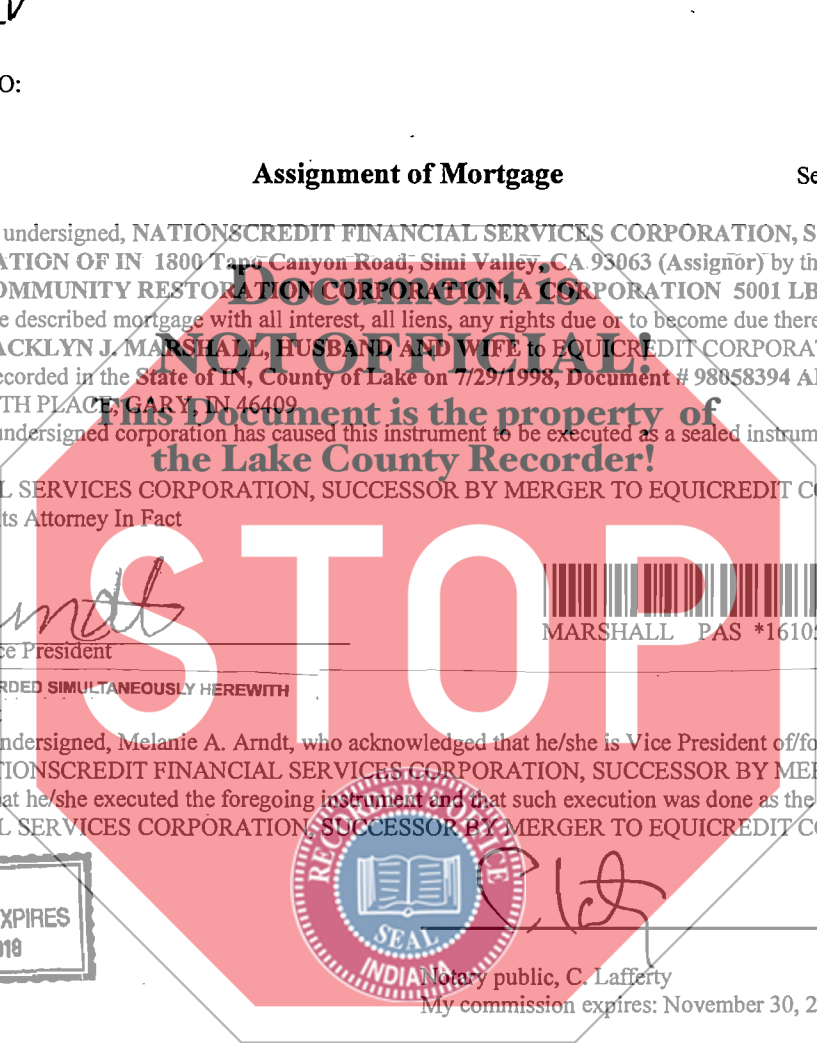 O:
Assignment of Mortgage Se
undersigned, NATIONSCREDIT FINANCIAL SERVICES CORPORATION, S
ATION OF IN 1800 Tapo Canyon Road, Simi Valley, CA 93063 (Assignor) by th
OMMUNITY RESTORATION CORPORATION, A CORPORATION 5001 LB
e described mortgage with all interest, all liens, any rights due or to become due there
ACKLYN J. MARSHALL, HUSBAND AND WIFE to EQUICREDIT CORPORA
ecorded in the State of IN, County of Lake on 7/29/1998, Document # 98058394 A
TH PLACE, GARY, IN 46409
undersigned corporation has caused this instrument to be executed as a sealed instrum
L SERVICES CORPORATION, SUCCESSOR BY MERGER TO EQUICREDIT CO
ts Attorney In Fact
Document is
NOT OFFICIAL!
This Document is the property of
the Lake County Recorder!
STOP
MARSHALL PAS *1610
ce President
RDED SIMULTANEOUSLY HEREWITH
ndersigned, Melanie A. Arndt, who acknowledged that he/she is Vice President of/fo
TIONSCREDIT FINANCIAL SERVICES CORPORATION, SUCCESSOR BY MER
at he/she executed the foregoing instrument and that such execution was done as the
L SERVICES CORPORATION, SUCCESSOR BY MERGER TO EQUICREDIT CO
RECORDER'S OFFICE
SEAL
INDIANA
XPIRES
018
Notary public, C. Lafferty
My commission expires: November 30, 2